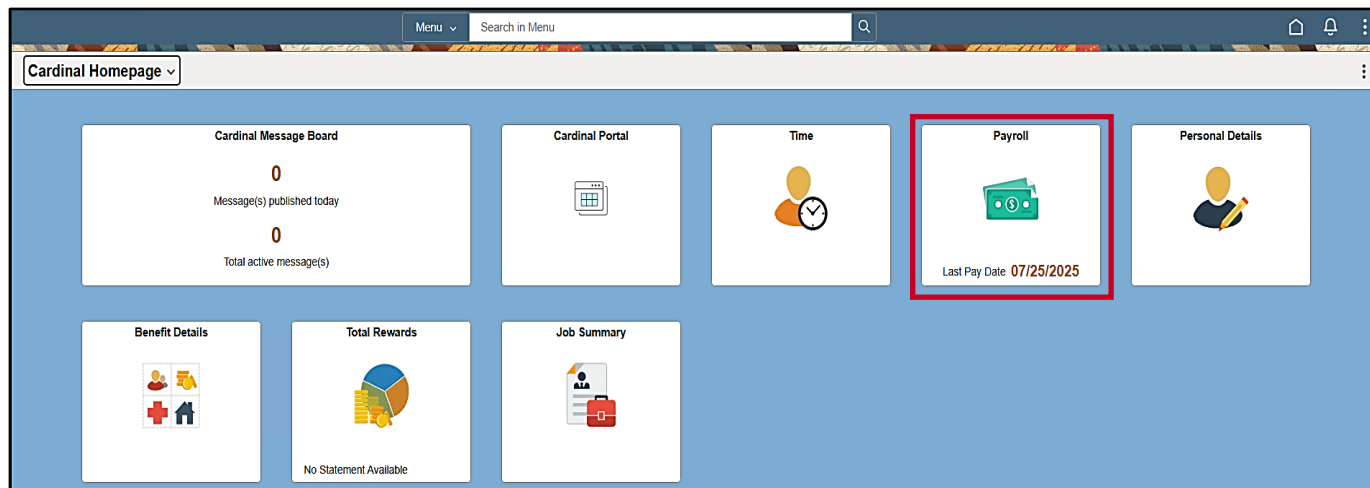 Menu
Search in Menu
Cardinal Homepage
Cardinal Message Board
0
Message(s) published today
0
Total active message(s)
Cardinal Portal
Time
Payroll
Last Pay Date 07/25/2025
Personal Details
Benefit Details
Total Rewards
No Statement Available
Job Summary